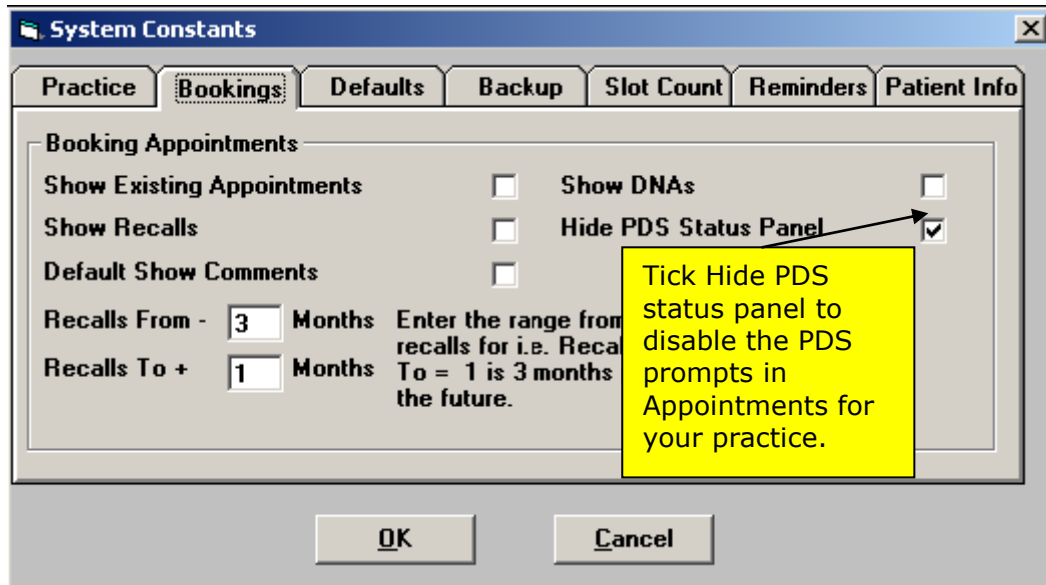 System Constants
Practice Bookings Defaults Backup Slot Count Reminders Patient Info
Booking Appointments
Show Existing Appointments Show DNAs
Show Recalls Hide PDS Status Panel
Default Show Comments
Recalls From - 3 Months
Recalls To + 1 Months
Enter the range from
recalls for i.e. Recal
To = 1 is 3 months
the future.
Tick Hide PDS
status panel to
disable the PDS
prompts in
Appointments for
your practice.
OK Cancel